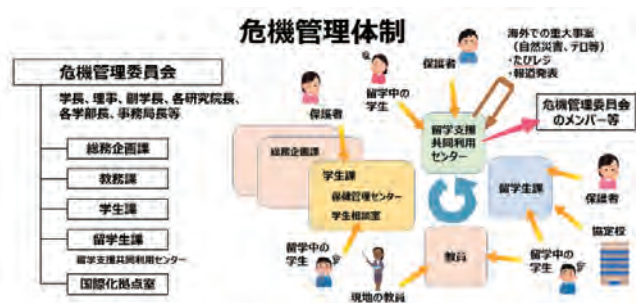 危機管理体制
危機管理委員会
学長、理事、副学長、各研究院長、
各学部長、事務局長等
総務企画課
教務課
学生課
留学生課
留学支援共同利用センター
国際化拠点室
保護者
留学中の
学生
保護者
海外での重大事案
（自然災害、テロ等）
・たびレジ
・報道発表
留学支援
共同利用
センター
危機管理委員会
のメンバー等
総務企画課
学生課
保健管理センター
学生相談室
留学生課
保護者
協定校
教員
留学中の
学生
現地の教員
留学中の
学生